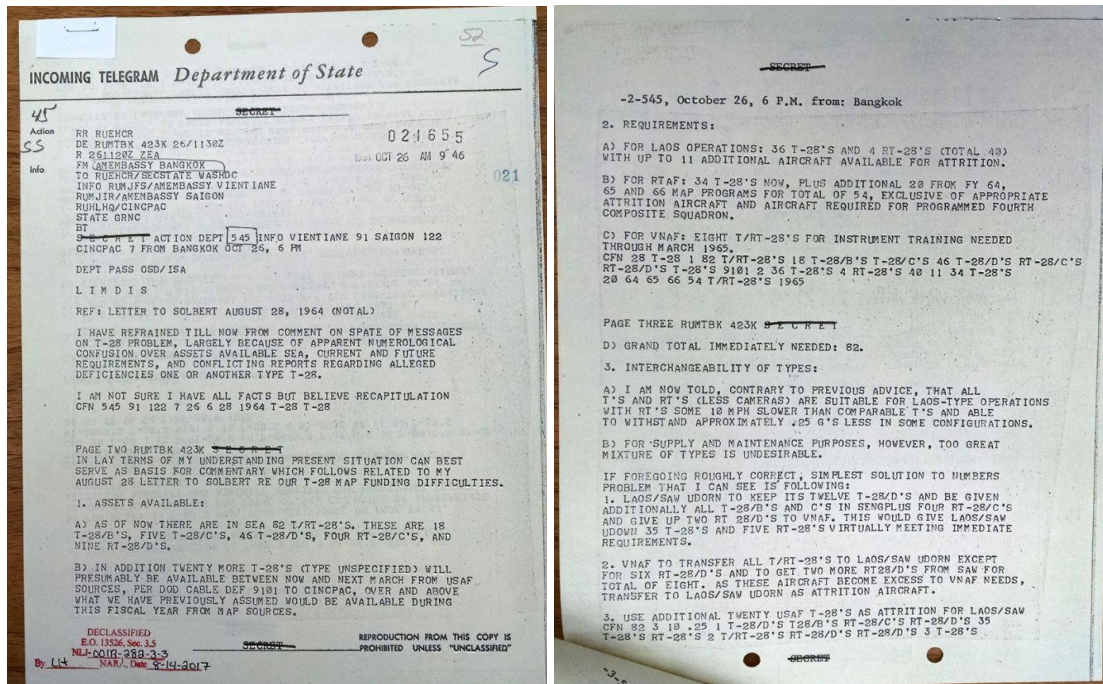 52
S
INCOMING TELEGRAM Department of State
45
SECRET
Action
SS
Info
RR RUEHCR
DE RUMTBK 423K 26/1130Z
R 261120Z ZEA
FM AMEMBASSY BANGKOK
TO RUEHCR/SECSTATE WASHDC
INFO RUMJFS/AMEMBASSY VIENTIANE
RUMJIR/AMEMBASSY SAIGON
RUHLHQ/CINCPAC
STATE GRNC
BT
S E C R E T ACTION DEPT 545 INFO VIENTIANE 91 SAIGON 122
CINCPAC 7 FROM BANGKOK OCT 26, 6 PM
021655
1964 OCT 26 AM 9 46
021
DEPT PASS OSD/ISA
L I M D I S
REF: LETTER TO SOLBERT AUGUST 28, 1964 (NOTAL)
I HAVE REFRAINED TILL NOW FROM COMMENT ON SPATE OF MESSAGES
ON T-28 PROBLEM, LARGELY BECAUSE OF APPARENT NUMEROLOGICAL
CONFUSION OVER ASSETS AVAILABLE SEA, CURRENT AND FUTURE
REQUIREMENTS, AND CONFLICTING REPORTS REGARDING ALLEGED
DEFICIENCIES ONE OR ANOTHER TYPE T-28.
I AM NOT SURE I HAVE ALL FACTS BUT BELIEVE RECAPITULATION
CFN 545 91 122 7 26 6 28 1964 T-28 T-28
PAGE TWO RUMTBK 423K S E C R E T
IN LAY TERMS OF MY UNDERSTANDING PRESENT SITUATION CAN BEST
SERVE AS BASIS FOR COMMENTARY WHICH FOLLOWS RELATED TO MY
AUGUST 28 LETTER TO SOLBERT RE OUR T-28 MAP FUNDING DIFFICULTIES.
1. ASSETS AVAILABLE:
A) AS OF NOW THERE ARE IN SEA 82 T/RT-28'S. THESE ARE 18
T-28/B'S, FIVE T-28/C'S, 46 T-28/D'S, FOUR RT-28/C'S, AND
NINE RT-28/D'S.
B) IN ADDITION TWENTY MORE T-28'S (TYPE UNSPECIFIED) WILL
PRESUMABLY BE AVAILABLE BETWEEN NOW AND NEXT MARCH FROM USAF
SOURCES, PER DOD CABLE DEF 9101 TO CINCPAC, OVER AND ABOVE
WHAT WE HAVE PREVIOUSLY ASSUMED WOULD BE AVAILABLE DURING
THIS FISCAL YEAR FROM MAP SOURCES.
DECLASSIFIED
E.O. 13526, Sec. 3.5
NLJ-001R-282-3-3
By LH NARA, Date 8-14-2017
SECRET
REPRODUCTION FROM THIS COPY IS
PROHIBITED UNLESS "UNCLASSIFIED"
SECRET
-2-545, October 26, 6 P.M. from: Bangkok
2. REQUIREMENTS:
A) FOR LAOS OPERATIONS: 36 T-28'S AND 4 RT-28'S (TOTAL 40)
WITH UP TO 11 ADDITIONAL AIRCRAFT AVAILABLE FOR ATTRITION.
B) FOR RTAF: 34 T-28'S NOW, PLUS ADDITIONAL 20 FROM FY 64,
65 AND 66 MAP PROGRAMS FOR TOTAL OF 54, EXCLUSIVE OF APPROPRIATE
ATTRITION AIRCRAFT AND AIRCRAFT REQUIRED FOR PROGRAMMED FOURTH
COMPOSITE SQUADRON.
C) FOR VNAF: EIGHT T/RT-28'S FOR INSTRUMENT TRAINING NEEDED
THROUGH MARCH 1965.
CFN 28 T-28 1 82 T/RT-28'S 18 T-28/B'S T-28/C'S 46 T-28/D'S RT-28/C'S
RT-28/D'S T-28'S 9101 2 36 T-28'S 4 RT-28'S 40 11 34 T-28'S
20 64 65 66 54 T/RT-28'S 1965
PAGE THREE RUMTBK 423K S E C R E T
D) GRAND TOTAL IMMEDIATELY NEEDED: 82.
3. INTERCHANGEABILITY OF TYPES:
A) I AM NOW TOLD, CONTRARY TO PREVIOUS ADVICE, THAT ALL
T'S AND RT'S (LESS CAMERAS) ARE SUITABLE FOR LAOS-TYPE OPERATIONS
WITH RT'S SOME 10 MPH SLOWER THAN COMPARABLE T'S AND ABLE
TO WITHSTAND APPROXIMATELY .25 G'S LESS IN SOME CONFIGURATIONS.
B) FOR SUPPLY AND MAINTENANCE PURPOSES, HOWEVER, TOO GREAT
MIXTURE OF TYPES IS UNDESIRABLE.
IF FOREGOING ROUGHLY CORRECT, SIMPLEST SOLUTION TO NUMBERS
PROBLEM THAT I CAN SEE IS FOLLOWING:
1. LAOS/SAW UDORN TO KEEP ITS TWELVE T-28/D'S AND BE GIVEN
ADDITIONALLY ALL T-28/B'S AND C'S IN SENGPLUS FOUR RT-28/C'S
AND GIVE UP TWO RT 28/D'S TO VNAF. THIS WOULD GIVE LAOS/SAW
UDOWN 35 T-28'S AND FIVE RT-28'S VIRTUALLY MEETING IMMEDIATE
REQUIREMENTS.
2. VNAF TO TRANSFER ALL T/RT-28'S TO LAOS/SAW UDORN EXCEPT
FOR SIX RT-28/D'S AND TO GET TWO MORE RT28/D'S FROM SAW FOR
TOTAL OF EIGHT. AS THESE AIRCRAFT BECOME EXCESS TO VNAF NEEDS,
TRANSFER TO LAOS/SAW UDORN AS ATTRITION AIRCRAFT.
3. USE ADDITIONAL TWENTY USAF T-28'S AS ATTRITION FOR LAOS/SAW
CFN 82 3 10 .25 1 T-28/D'S T28/B'S RT-28/C'S RT-28/D'S 35
T-28'S RT-28'S 2 T/RT-28'S RT-28/D'S RT-28/D'S 3 T-28'S
SECRET